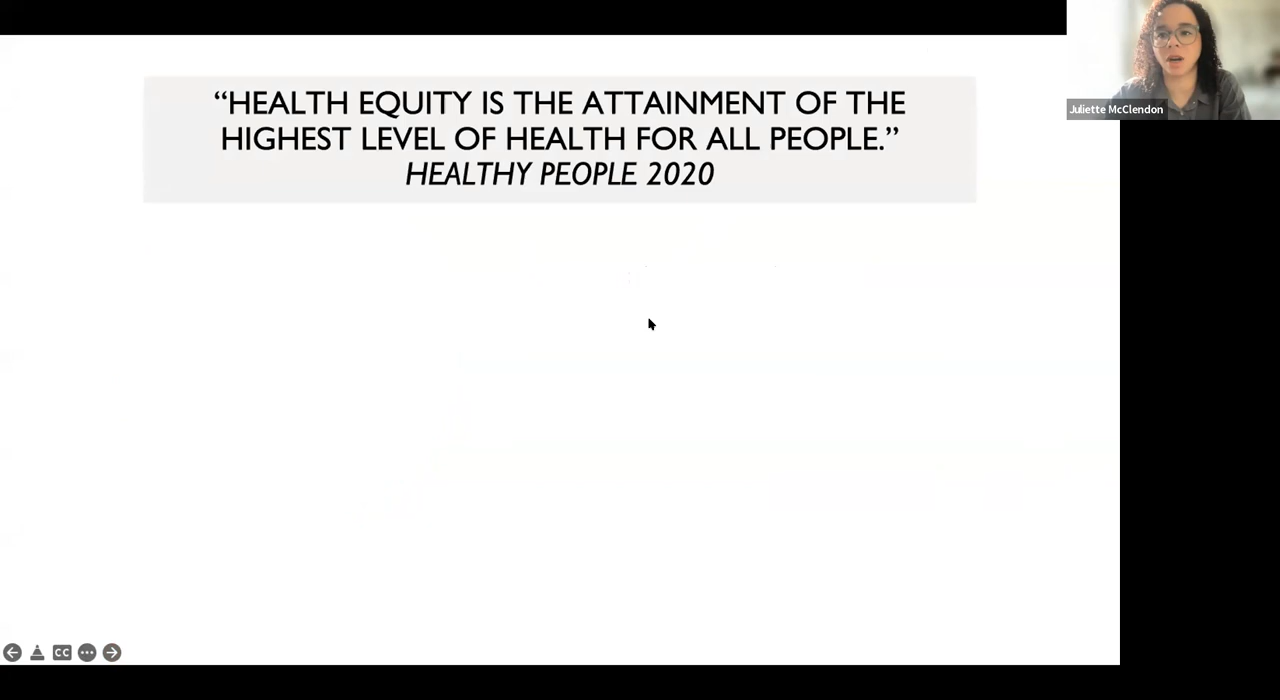 “HEALTH EQUITY IS THE ATTAINMENT OF THE
HIGHEST LEVEL OF HEALTH FOR ALL PEOPLE.”
HEALTHY PEOPLE 2020
Juliette McClendon
CC